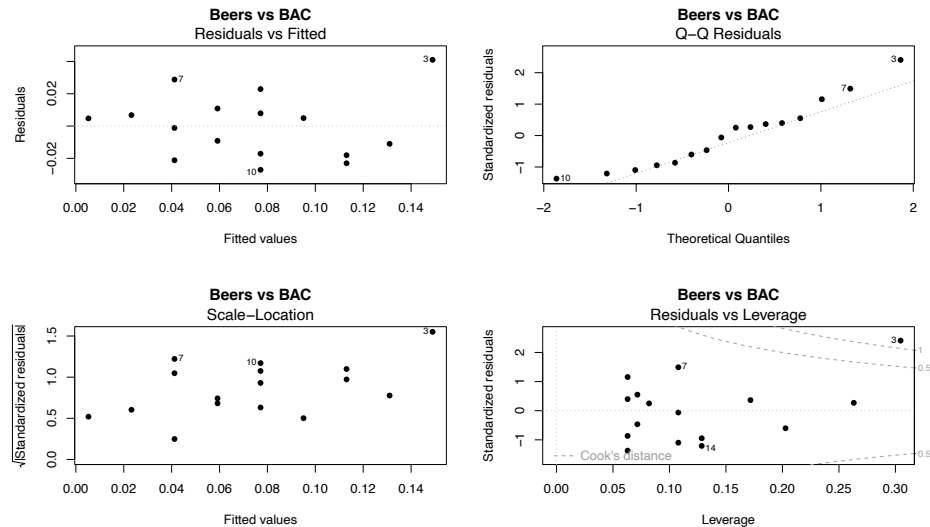 Beers vs BAC
Residuals vs Fitted
Residuals
0.02
−0.02
3
7
10
0.00 0.02 0.04 0.06 0.08 0.10 0.12 0.14
Fitted values
Beers vs BAC
Q−Q Residuals
Standardized residuals
2
1
0
−1
3
7
10
−2 −1 0 1 2
Theoretical Quantiles
Beers vs BAC
Scale−Location
√|Standardized residuals|
1.5
1.0
0.5
0.0
3
7
10
0.00 0.02 0.04 0.06 0.08 0.10 0.12 0.14
Fitted values
Beers vs BAC
Residuals vs Leverage
Standardized residuals
2
1
0
−1
3
7
14
1
0.5
0.5
Cook's distance
0.00 0.05 0.10 0.15 0.20 0.25 0.30
Leverage